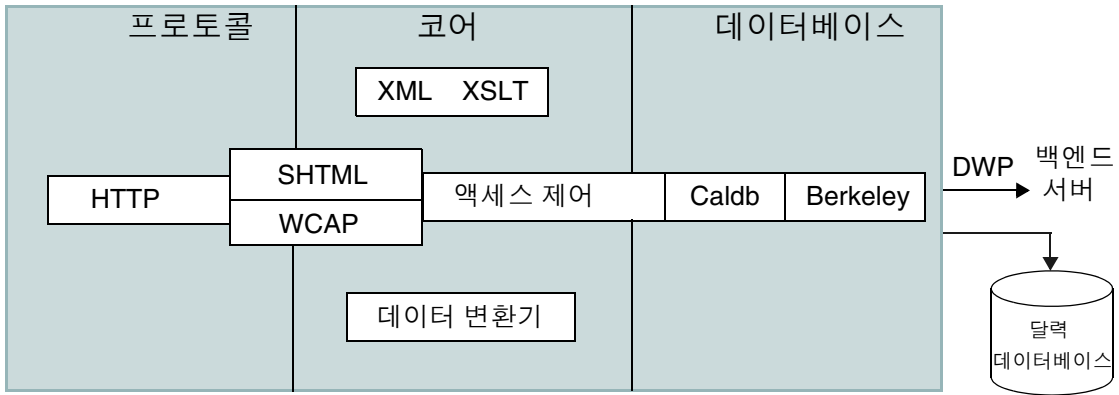 프로토콜
코어
데이터베이스
XML XSLT
HTTP
SHTML
WCAP
액세스 제어
Caldb
Berkeley
DWP
백엔드
서버
데이터 변환기
달력
데이터베이스